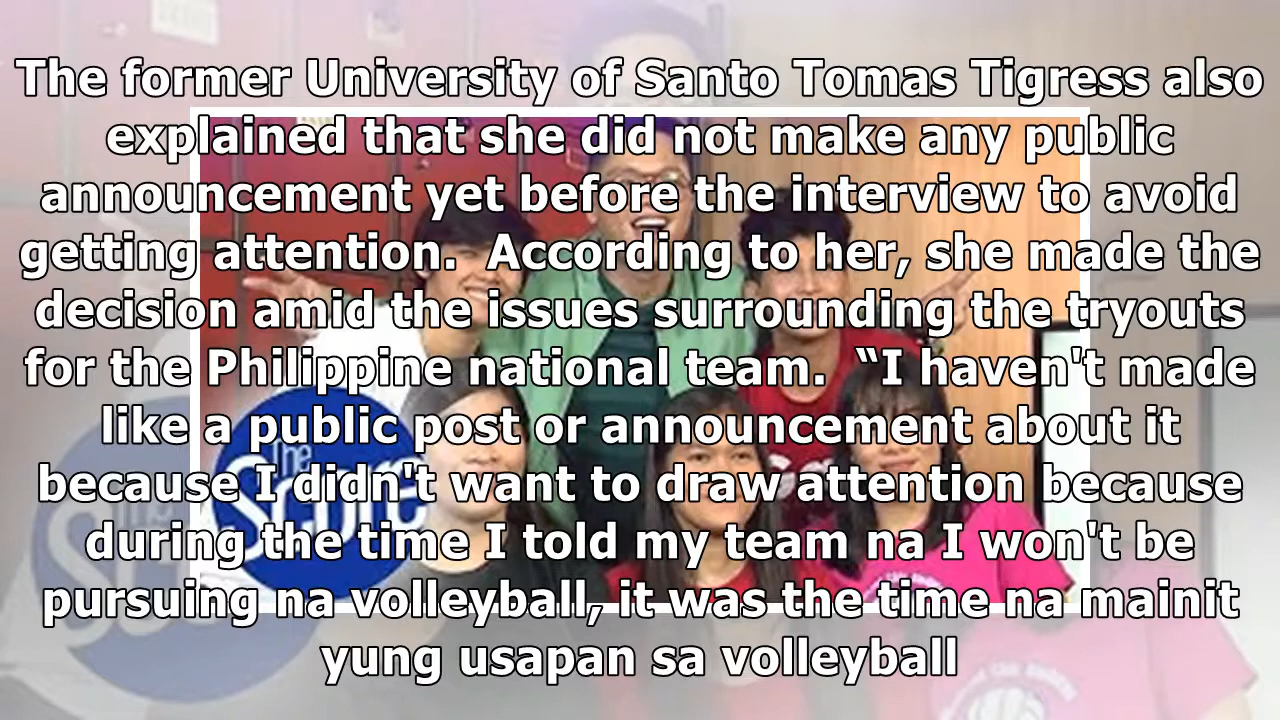 The former University of Santo Tomas Tigress also
explained that she did not make any public
announcement yet before the interview to avoid
getting attention.  According to her, she made the
decision amid the issues surrounding the tryouts
for the Philippine national team.  “I haven't made
like a public post or announcement about it
because I didn't want to draw attention because
during the time I told my team na I won't be
pursuing na volleyball, it was the time na mainit
yung usapan sa volleyball
The
Score